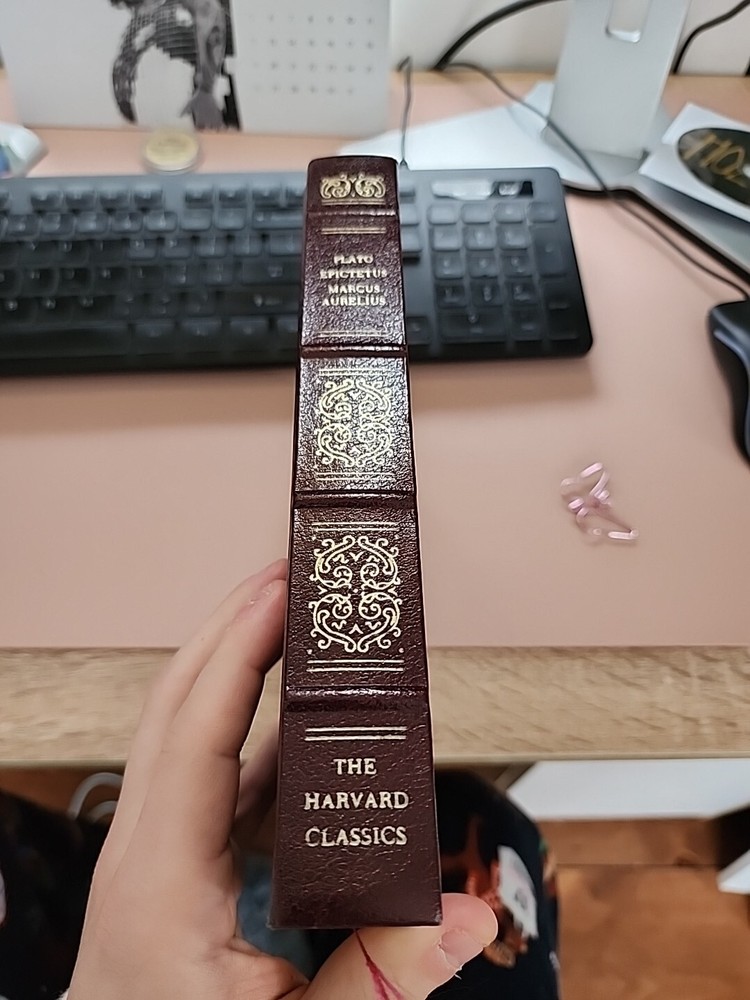 PLATO
EPICTETUS
MARCUS
AURELIUS
THE
HARVARD
CLASSICS